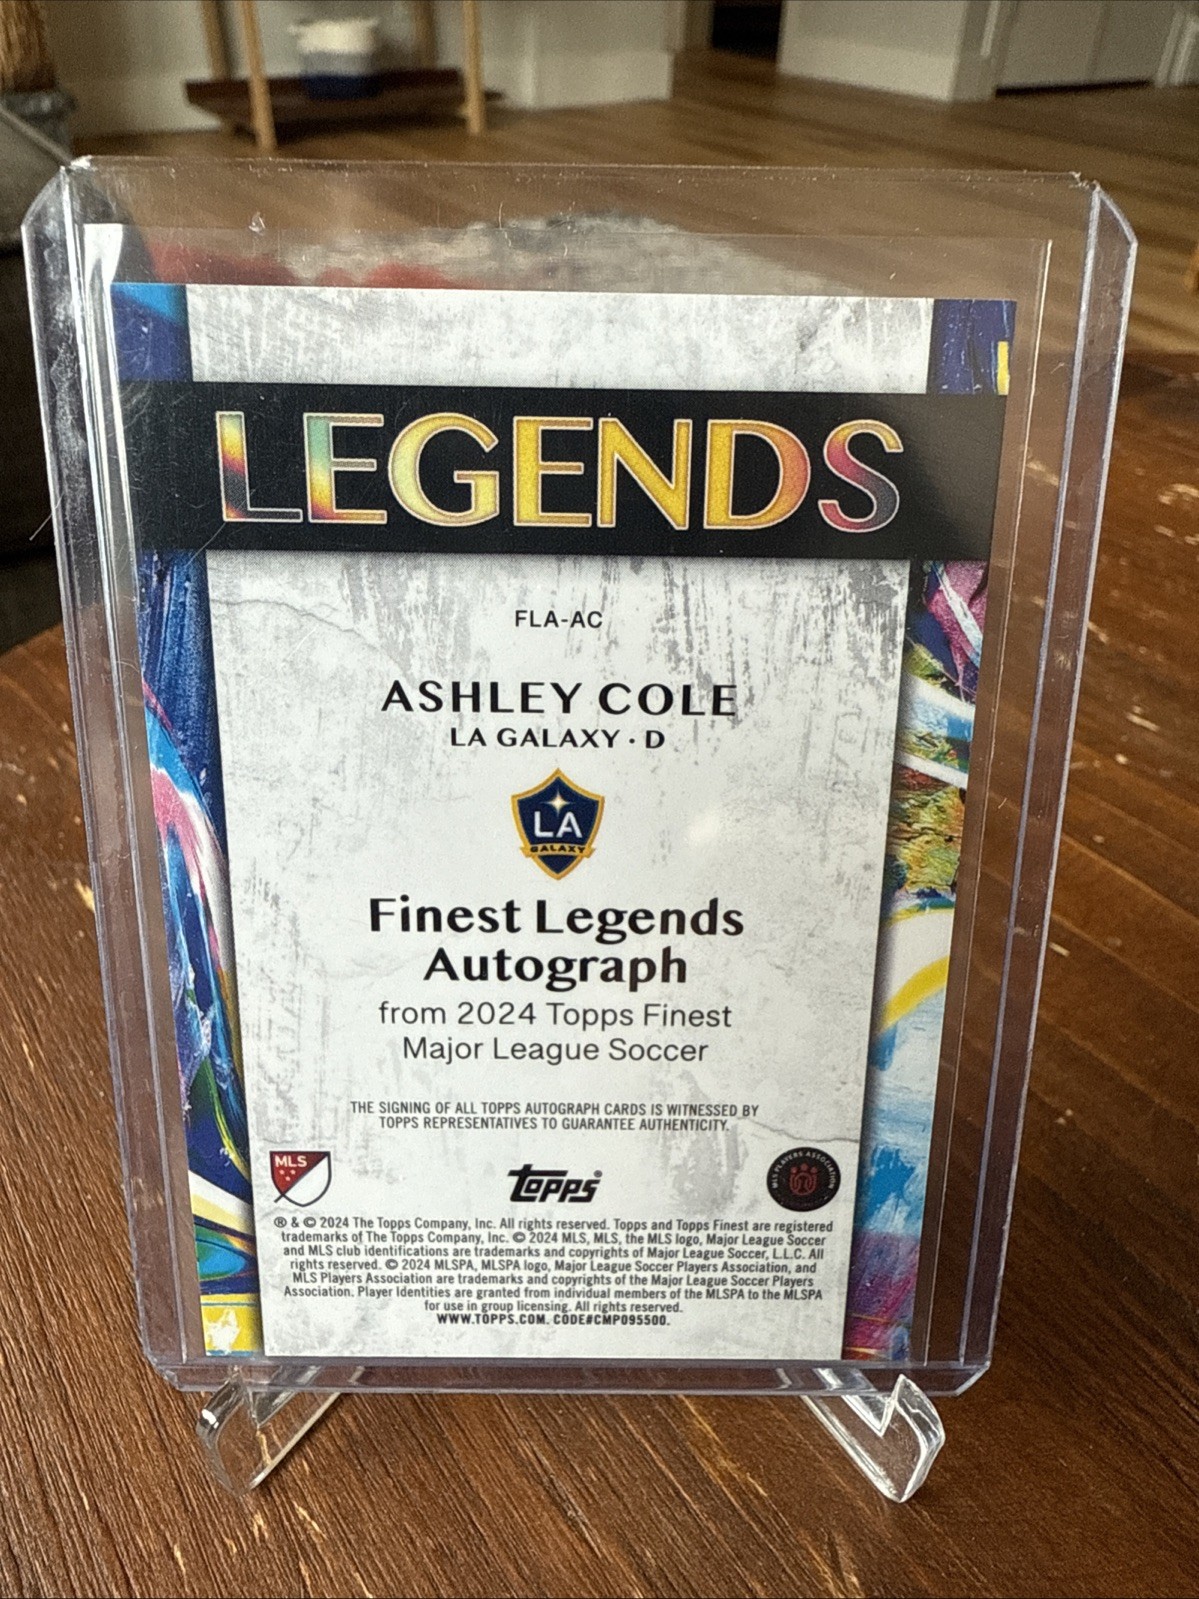 LEGENDS
FLA-AC
ASHLEY COLE
LA GALAXY · D
LA
GALAXY
Finest Legends
Autograph
from 2024 Topps Finest
Major League Soccer
THE SIGNING OF ALL TOPPS AUTOGRAPH CARDS IS WITNESSED BY
TOPPS REPRESENTATIVES TO GUARANTEE AUTHENTICITY.
MLS
topps®
MLS PLAYERS ASSOCIATION
® & © 2024 The Topps Company, Inc. All rights reserved. Topps and Topps Finest are registered
trademarks of The Topps Company, Inc. © 2024 MLS, MLS, the MLS logo, Major League Soccer
and MLS club identifications are trademarks and copyrights of Major League Soccer, L.L.C. All
rights reserved. © 2024 MLSPA, MLSPA logo, Major League Soccer Players Association, and
MLS Players Association are trademarks and copyrights of the Major League Soccer Players
Association. Player Identities are granted from individual members of the MLSPA to the MLSPA
for use in group licensing. All rights reserved.
WWW.TOPPS.COM. CODE#CMP095500.